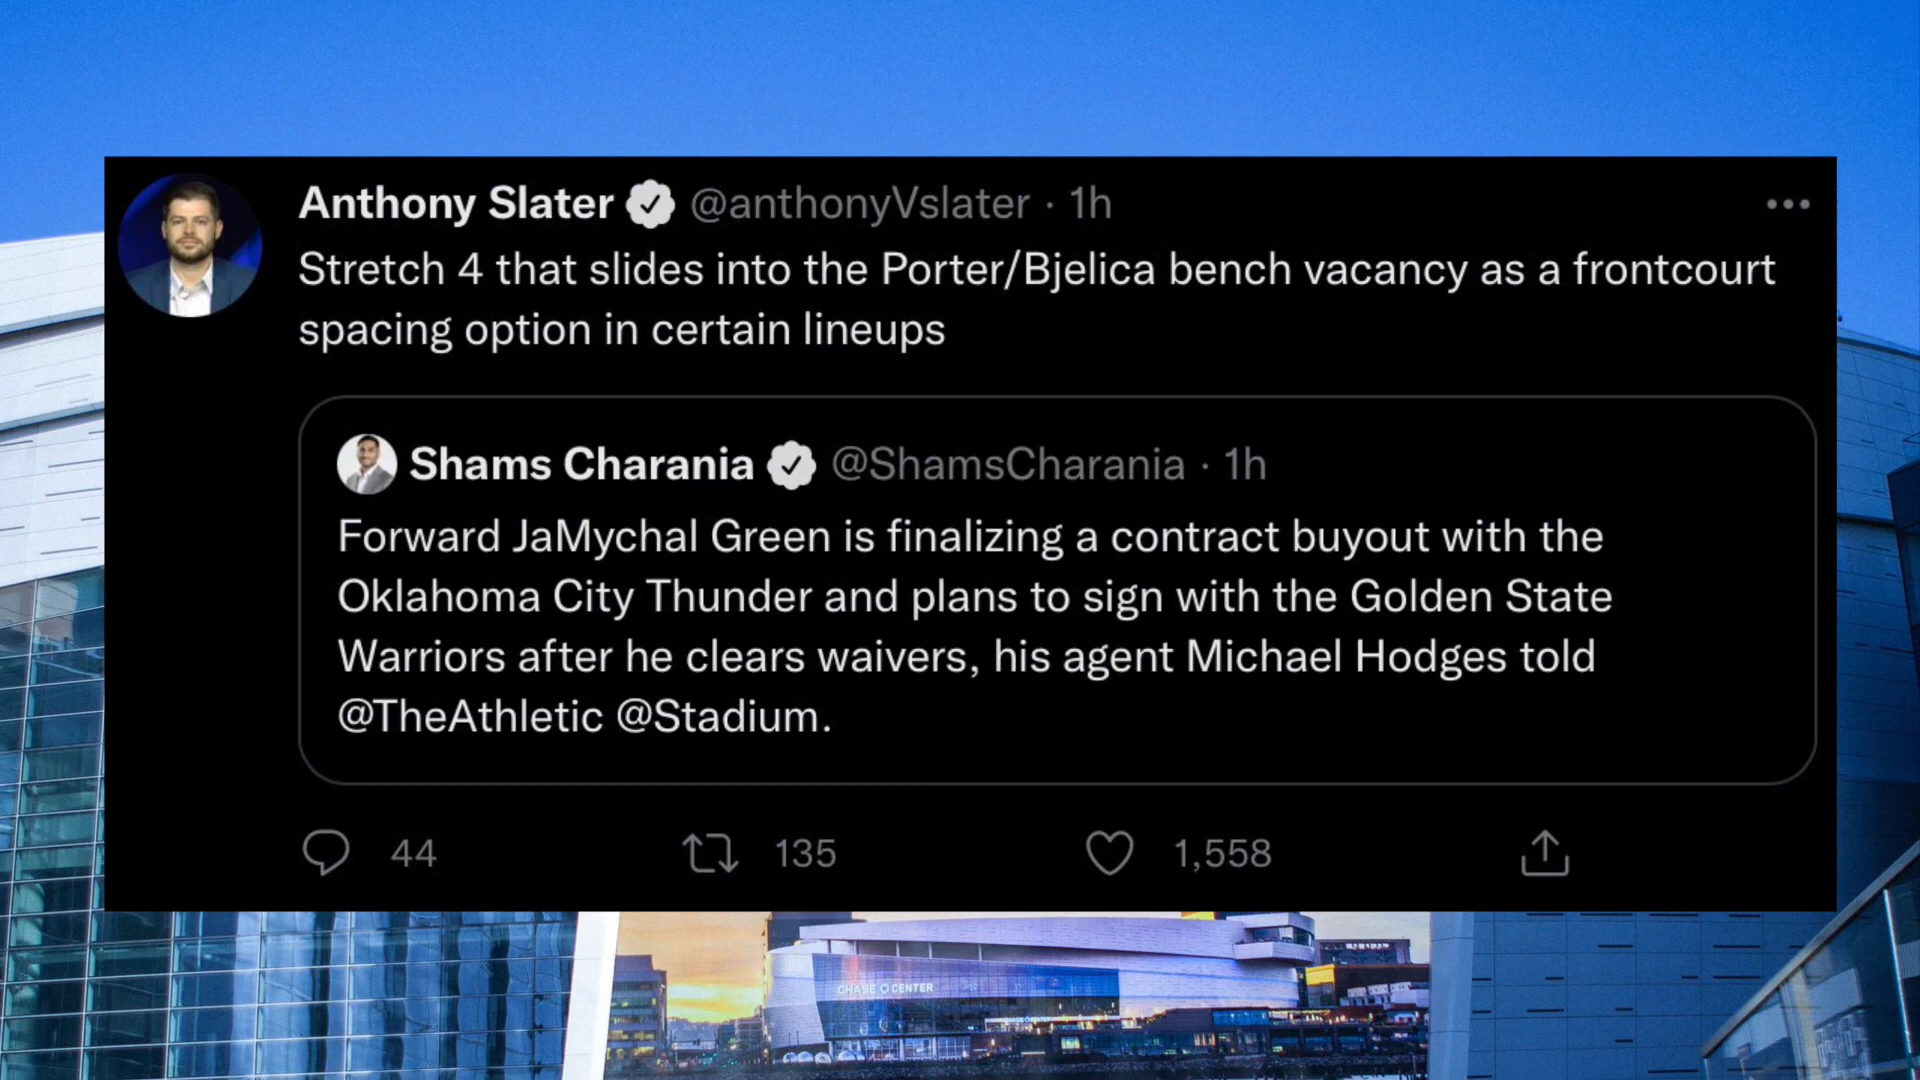 Anthony Slater @anthonyVslater · 1h
Stretch 4 that slides into the Porter/Bjelica bench vacancy as a frontcourt
spacing option in certain lineups
Shams Charania @ShamsCharania · 1h
Forward JaMychal Green is finalizing a contract buyout with the
Oklahoma City Thunder and plans to sign with the Golden State
Warriors after he clears waivers, his agent Michael Hodges told
@TheAthletic @Stadium.
44 135 1,558
CHASE CENTER